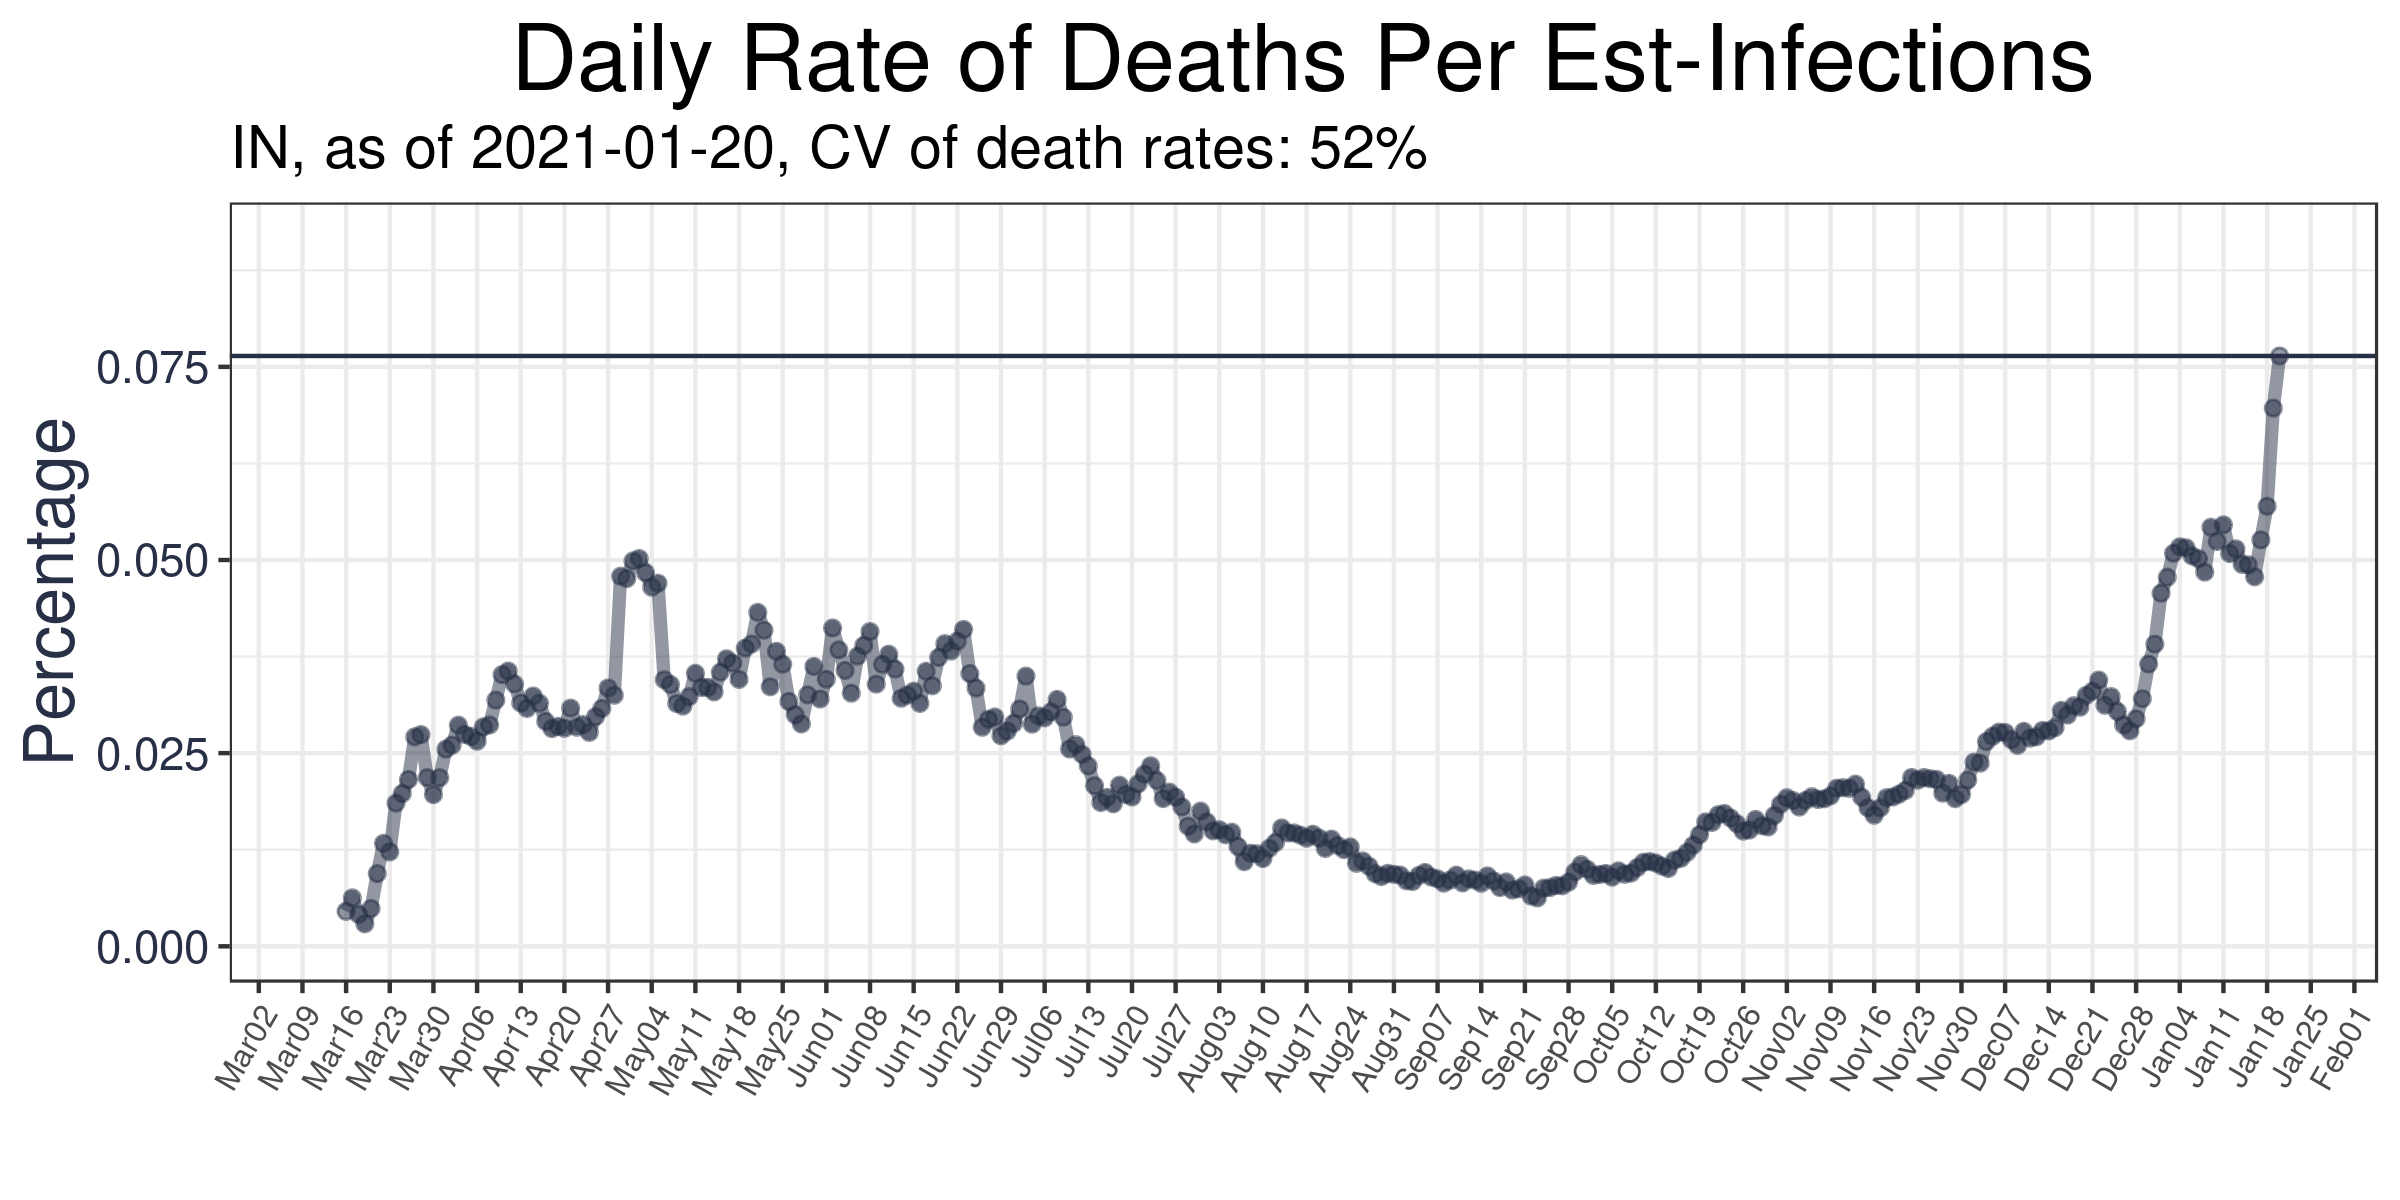 Daily Rate of Deaths Per Est-Infections
IN, as of 2021-01-20, CV of death rates: 52%
Percentage
0.075
0.050
0.025
0.000
Mar02
Mar09
Mar16
Mar23
Mar30
Apr06
Apr13
Apr20
Apr27
May04
May11
May18
May25
Jun01
Jun08
Jun15
Jun22
Jun29
Jul06
Jul13
Jul20
Jul27
Aug03
Aug10
Aug17
Aug24
Aug31
Sep07
Sep14
Sep21
Sep28
Oct05
Oct12
Oct19
Oct26
Nov02
Nov09
Nov16
Nov23
Nov30
Dec07
Dec14
Dec21
Dec28
Jan04
Jan11
Jan18
Jan25
Feb01